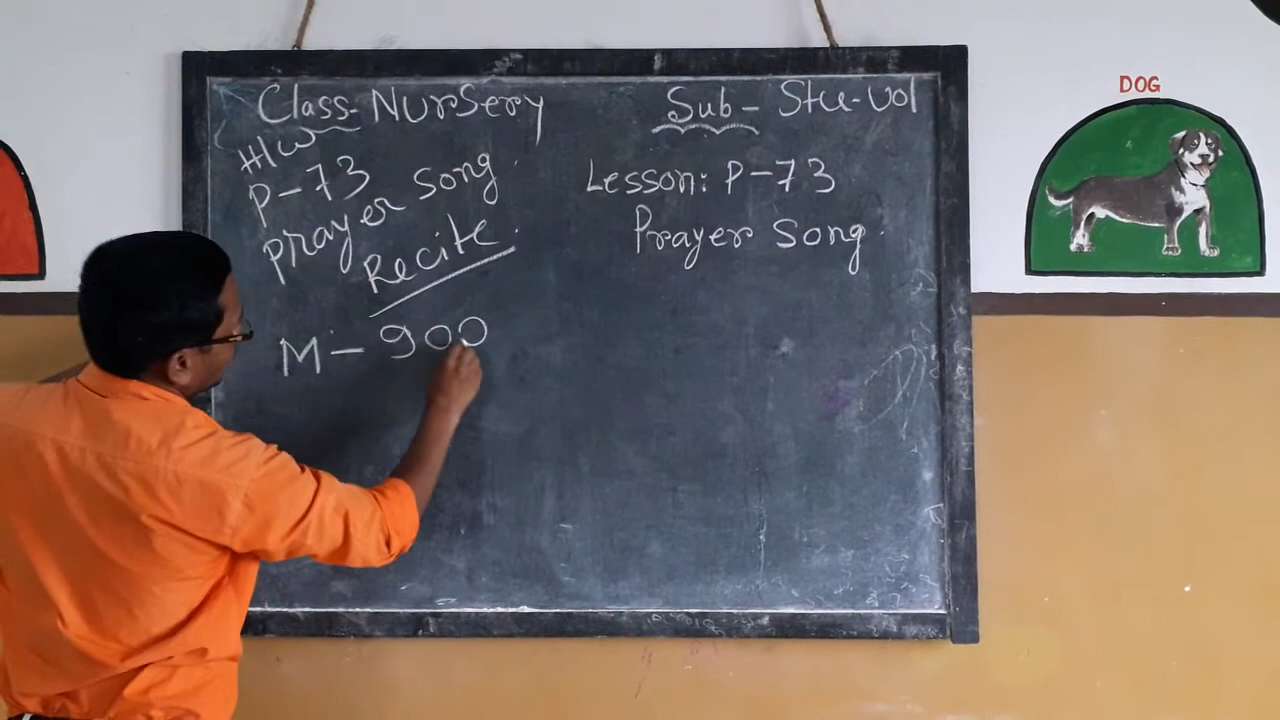 Class- Nursery
Sub- Stu-Vol
H/W
P-73
Prayer Song.
Recite.
M-900
Lesson: P-73
Prayer Song.
DOG